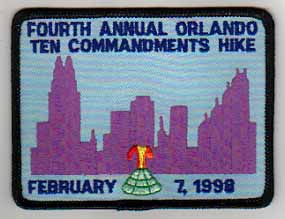 FOURTH ANNUAL ORLANDO
TEN COMMANDMENTS HIKE
FEBRUARY 7, 1998